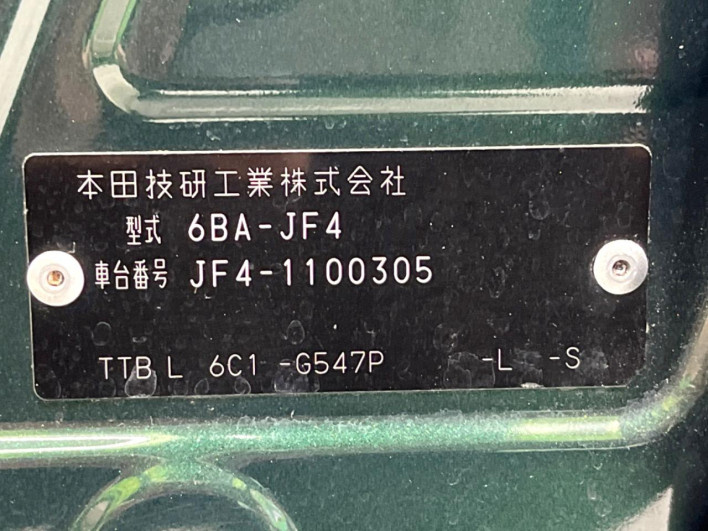 本田技研工業株式会社
型式 6BA-JF4
車台番号 JF4-1100305
TTB L 6C1 -G547P -L -S